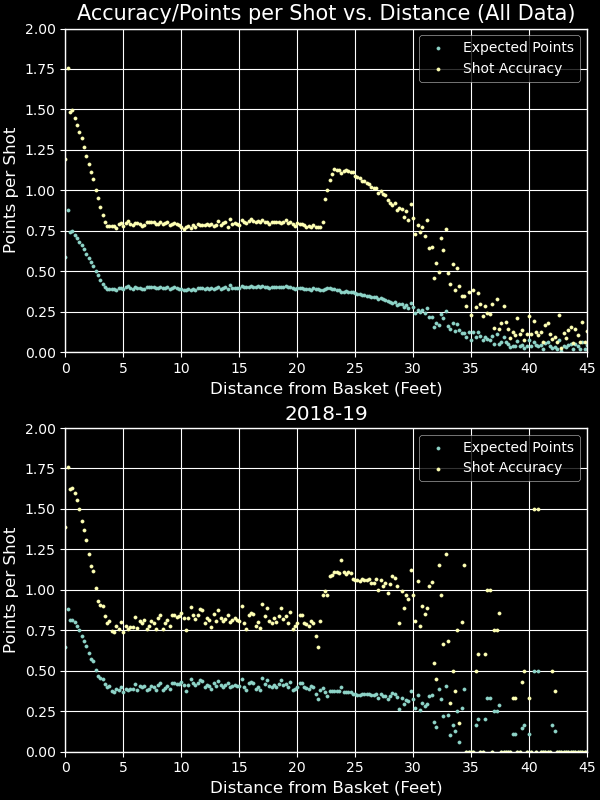 Accuracy/Points per Shot vs. Distance (All Data)
2.00
1.75
1.50
1.25
1.00
0.75
0.50
0.25
0.00
Points per Shot
Expected Points
Shot Accuracy
0 5 10 15 20 25 30 35 40 45
Distance from Basket (Feet)
2018-19
2.00
1.75
1.50
1.25
1.00
0.75
0.50
0.25
0.00
Points per Shot
Expected Points
Shot Accuracy
0 5 10 15 20 25 30 35 40 45
Distance from Basket (Feet)